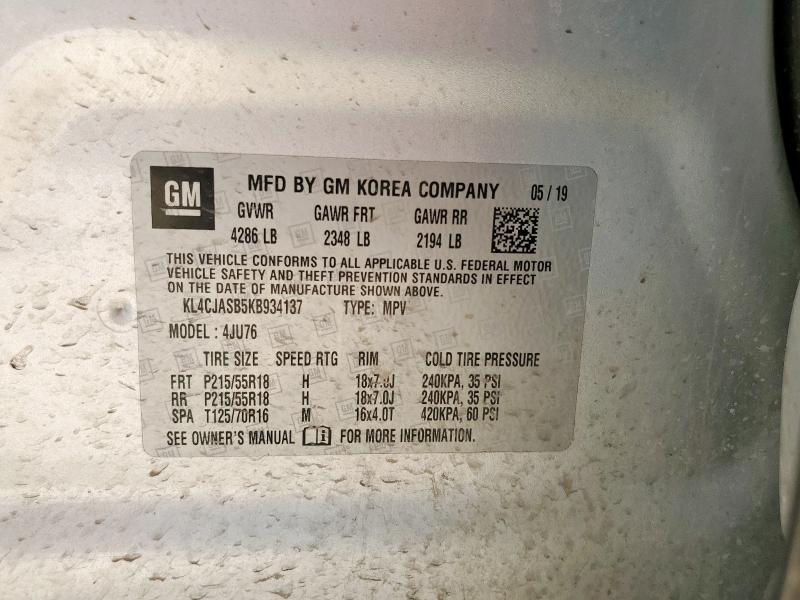 GM MFD BY GM KOREA COMPANY 05 / 19
GVWR GAWR FRT GAWR RR
4286 LB 2348 LB 2194 LB
THIS VEHICLE CONFORMS TO ALL APPLICABLE U.S. FEDERAL MOTOR
VEHICLE SAFETY AND THEFT PREVENTION STANDARDS IN EFFECT
ON THE DATE OF MANUFACTURE SHOWN ABOVE.
KL4CJASB5KB934137 TYPE: MPV
MODEL : 4JU76
TIRE SIZE SPEED RTG RIM COLD TIRE PRESSURE
FRT P215/55R18 H 18x7.0J 240KPA, 35 PSI
RR P215/55R18 H 18x7.0J 240KPA, 35 PSI
SPA T125/70R16 M 16x4.0T 420KPA, 60 PSI
SEE OWNER'S MANUAL FOR MORE INFORMATION.